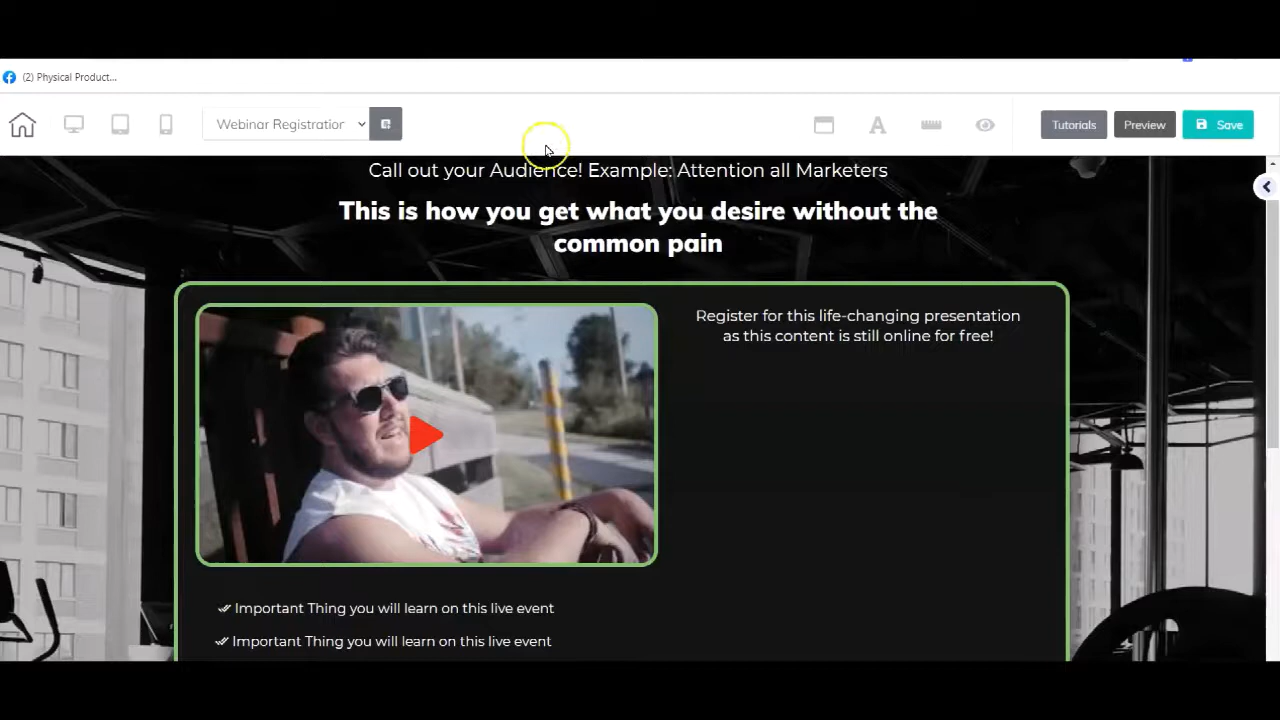 (2) Physical Product...
Webinar Registration
Tutorials
Preview
Save
Call out your Audience! Example: Attention all Marketers
This is how you get what you desire without the
common pain
Register for this life-changing presentation
as this content is still online for free!
Important Thing you will learn on this live event
Important Thing you will learn on this live event